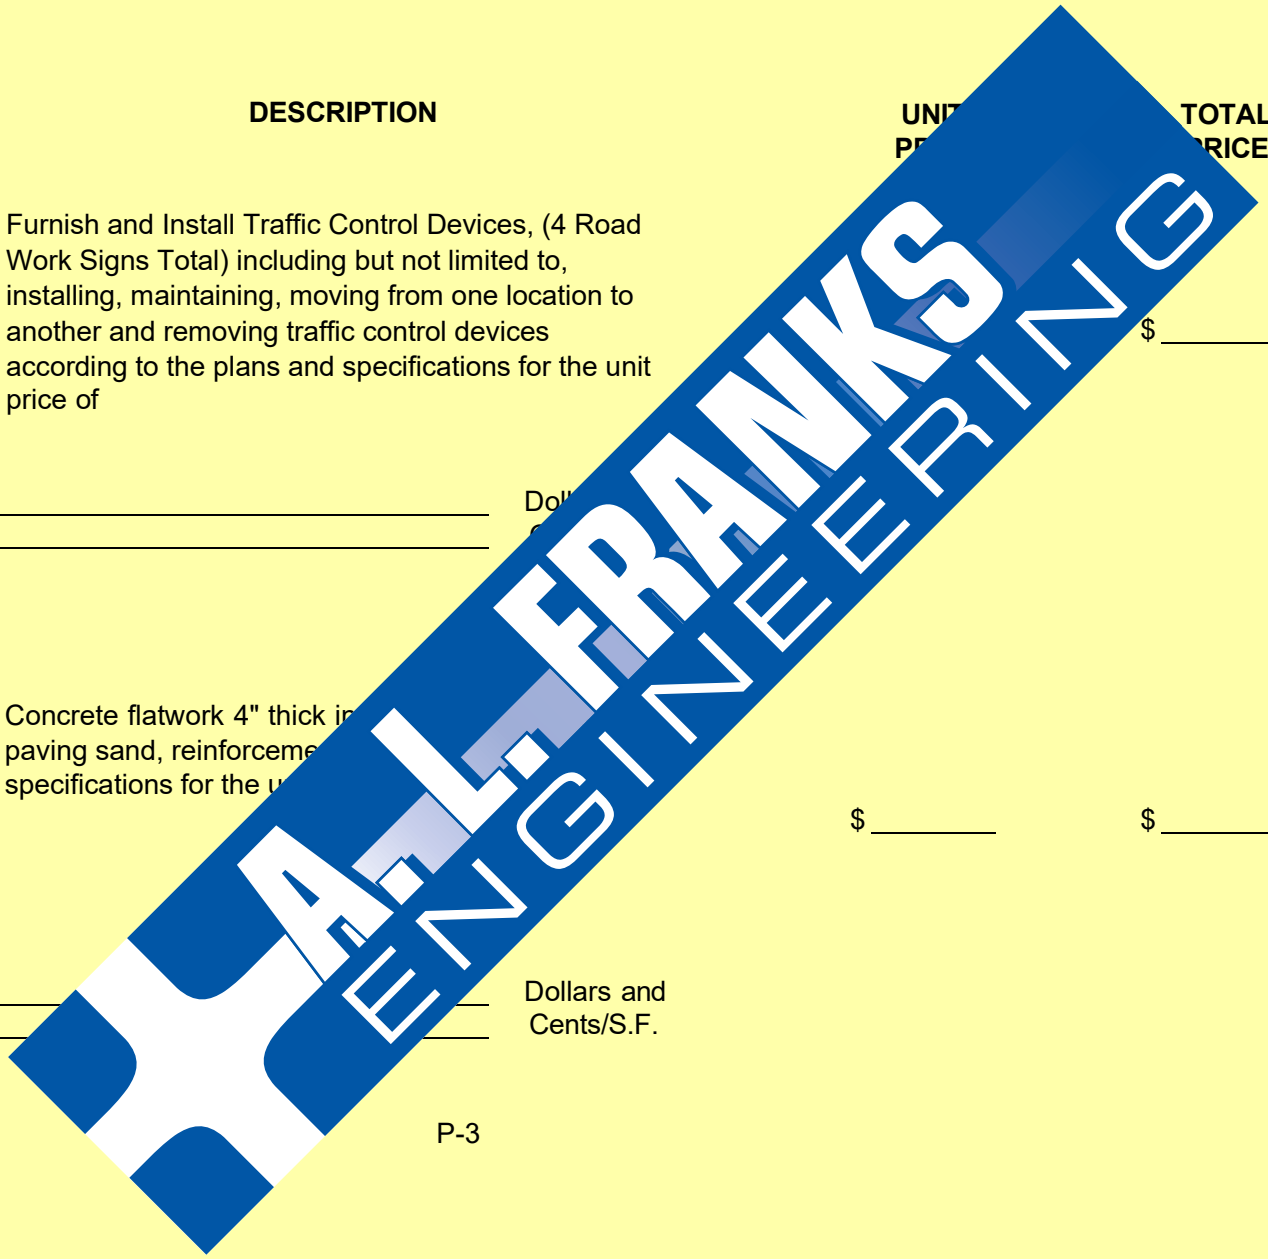 DESCRIPTION
TOTAL
PRICE
Furnish and Install Traffic Control Devices, (4 Road
Work Signs Total) including but not limited to,
installing, maintaining, moving from one location to
another and removing traffic control devices
according to the plans and specifications for the unit
price of
$
Concrete flatwork 4" thick
paving sand,
specifications for the
$ $
Dollars and
Cents/S.F.
P-3
A.L. FRANKS
ENGINEERING